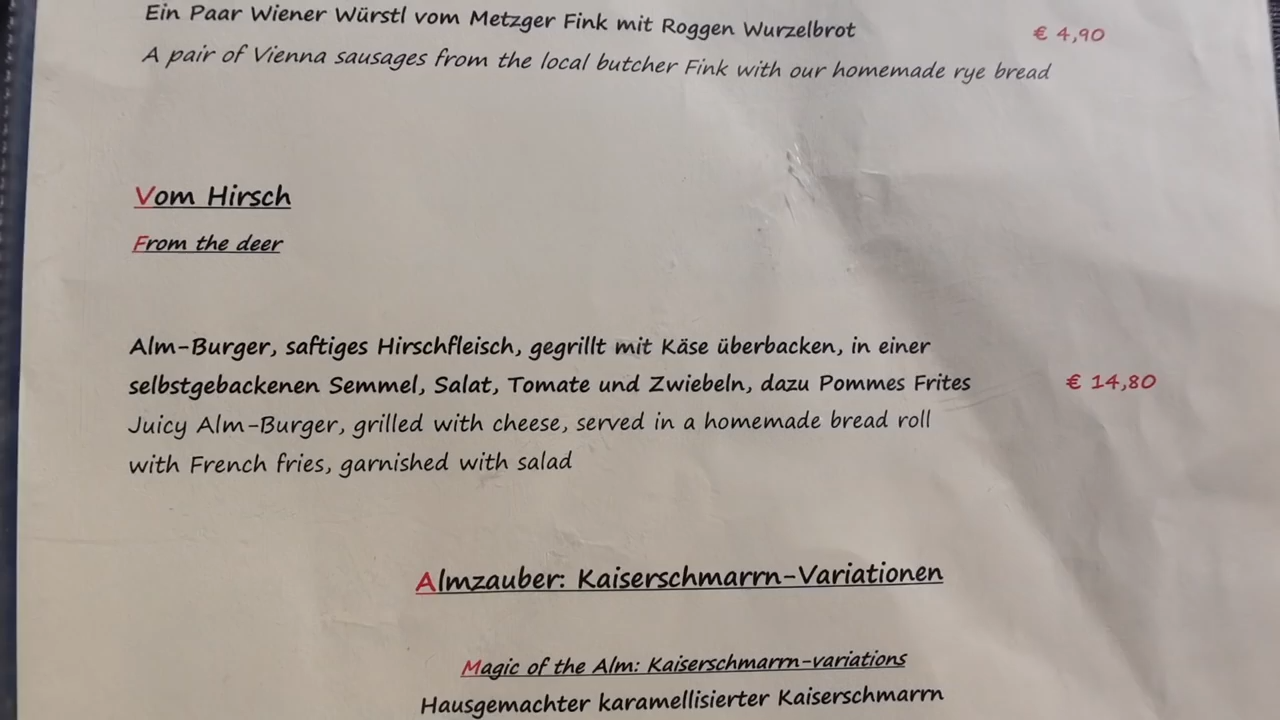 Ein Paar Wiener Würstl vom Metzger Fink mit Roggen Wurzelbrot € 4,90
A pair of Vienna sausages from the local butcher Fink with our homemade rye bread
Vom Hirsch
From the deer
Alm-Burger, saftiges Hirschfleisch, gegrillt mit Käse überbacken, in einer
selbstgebackenen Semmel, Salat, Tomate und Zwiebeln, dazu Pommes Frites € 14,80
Juicy Alm-Burger, grilled with cheese, served in a homemade bread roll
with French fries, garnished with salad
Almzauber: Kaiserschmarrn-Variationen
Magic of the Alm: Kaiserschmarrn-variations
Hausgemachter karamellisierter Kaiserschmarrn